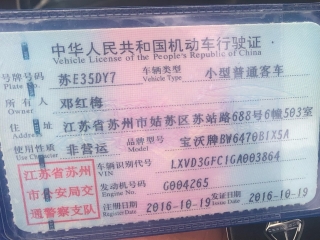 中华人民共和国机动车行驶证
Vehicle License of the People's Republic of China
号牌号码 苏E35DY7 车辆类型 小型普通客车
Plate No. Vehicle Type
所有人 邓红梅
Owner
住址 江苏省苏州市姑苏区苏站路688号6幢503室
使用性质 非营运 品牌型号 宝沃牌BW6470BIX5A
Use Character Model
江苏省苏州 车辆识别代号 LXVD3GFC1GA003864
VIN
市公安局交 发动机号码 G004265
Engine No.
通警察支队 注册日期 2016-10-19 发证日期 2016-10-19
Register Date Issue Date